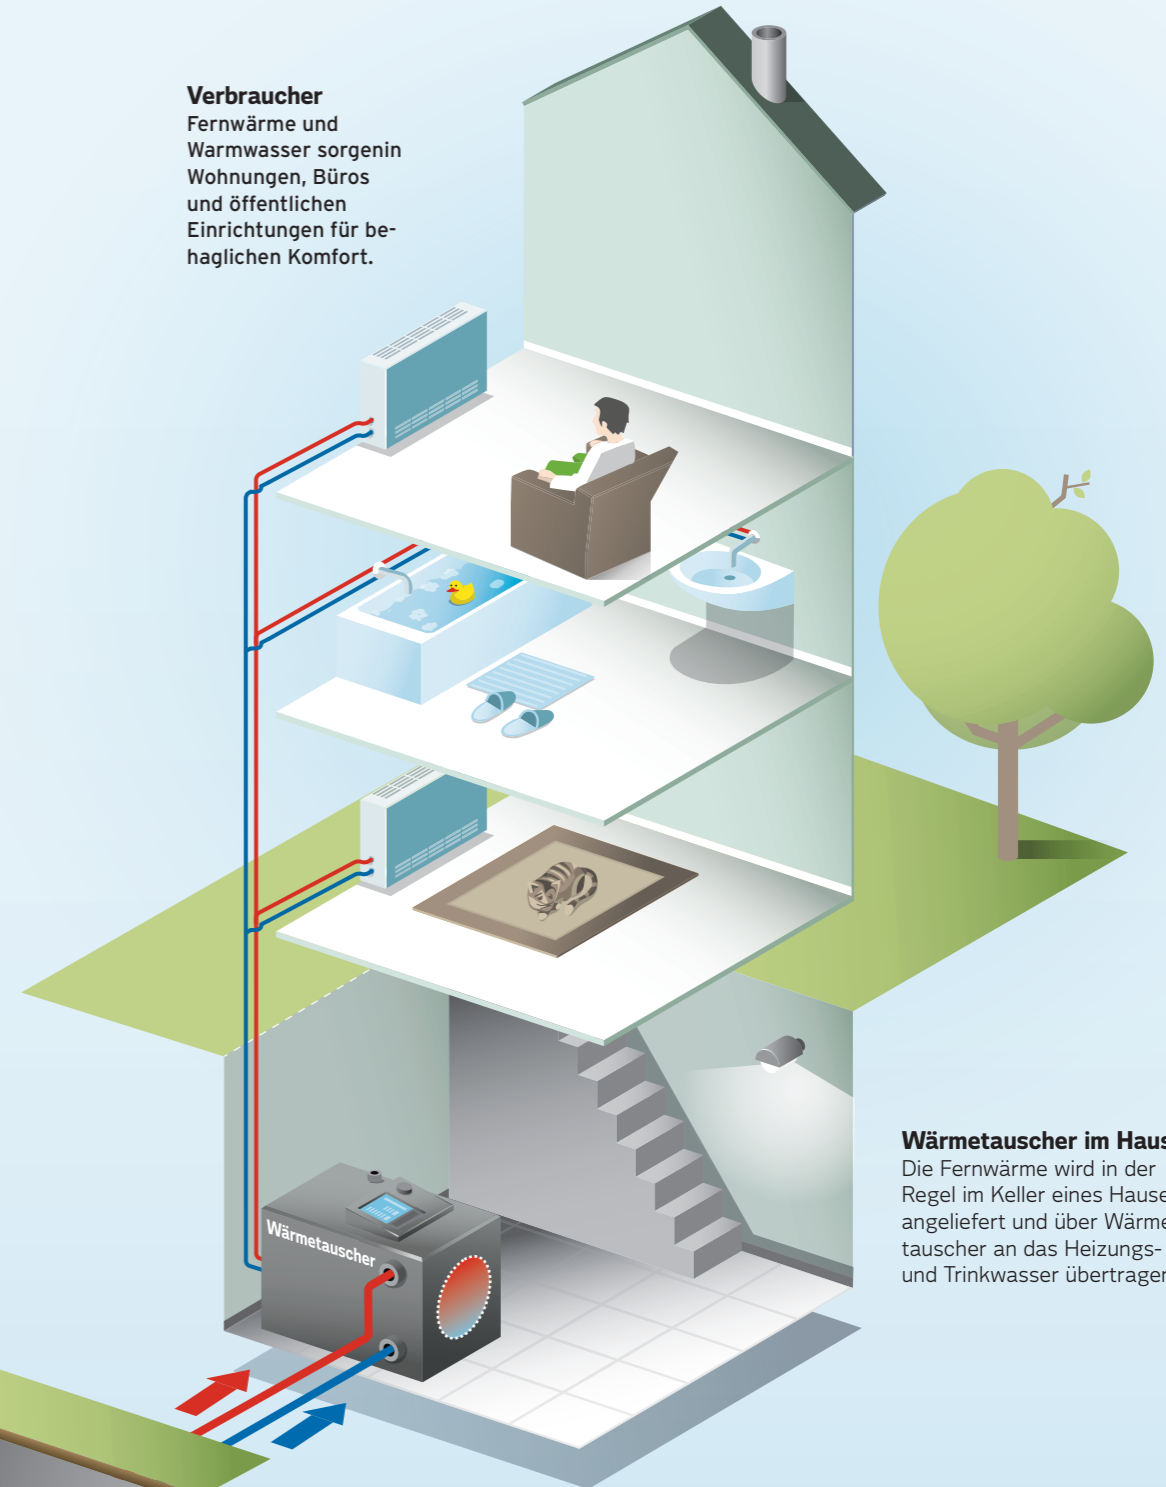 Verbraucher
Fernwärme und
Warmwasser sorgenin
Wohnungen, Büros
und öffentlichen
Einrichtungen für be-
haglichen Komfort.
Wärmetauscher im Haus
Die Fernwärme wird in der
Regel im Keller eines Hause
angeliefert und über Wärme
tauscher an das Heizungs-
und Trinkwasser übertragen
Wärmetauscher